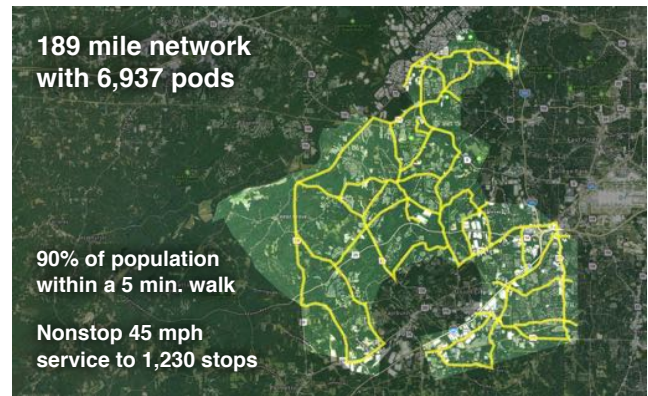 189 mile network
with 6,937 pods
90% of population
within a 5 min. walk
Nonstop 45 mph
service to 1,230 stops